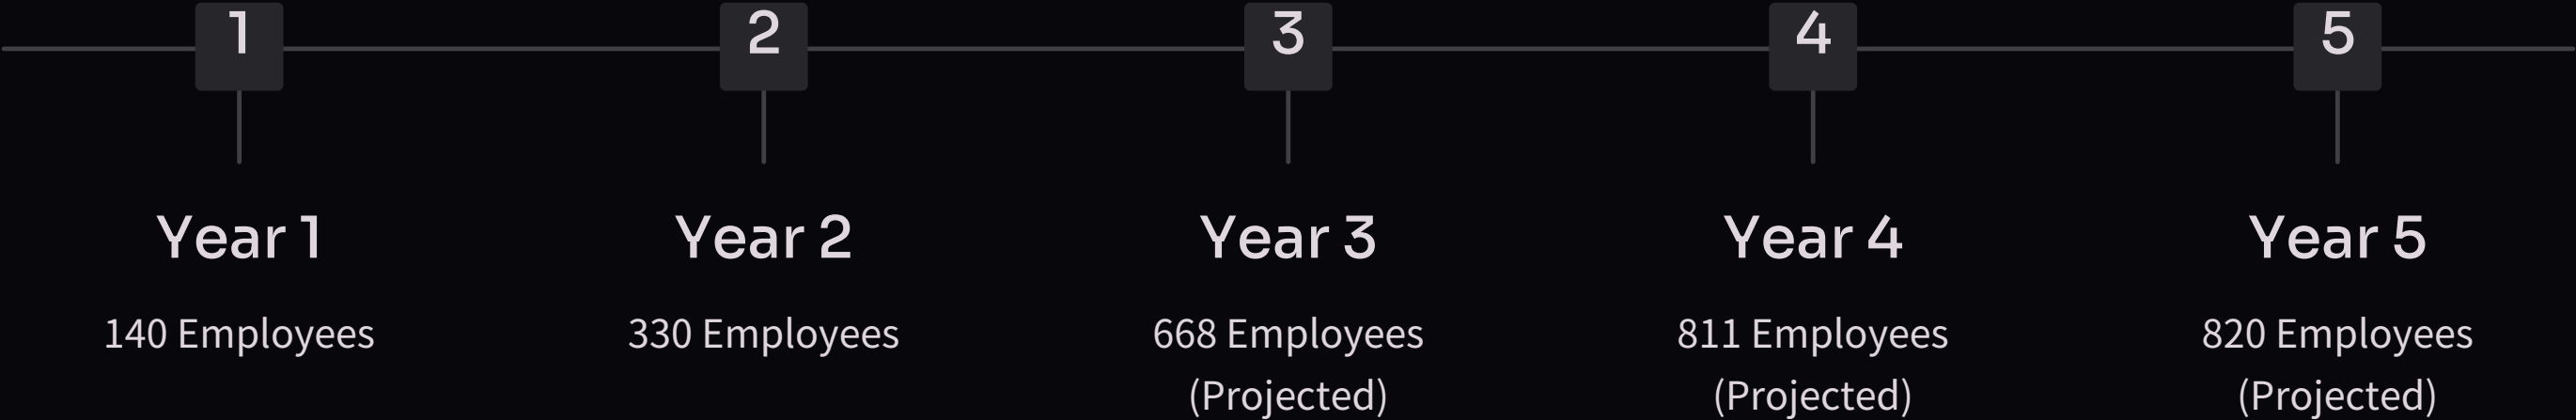 1
2
3
4
5
Year 1
140 Employees
Year 2
330 Employees
Year 3
668 Employees
(Projected)
Year 4
811 Employees
(Projected)
Year 5
820 Employees
(Projected)